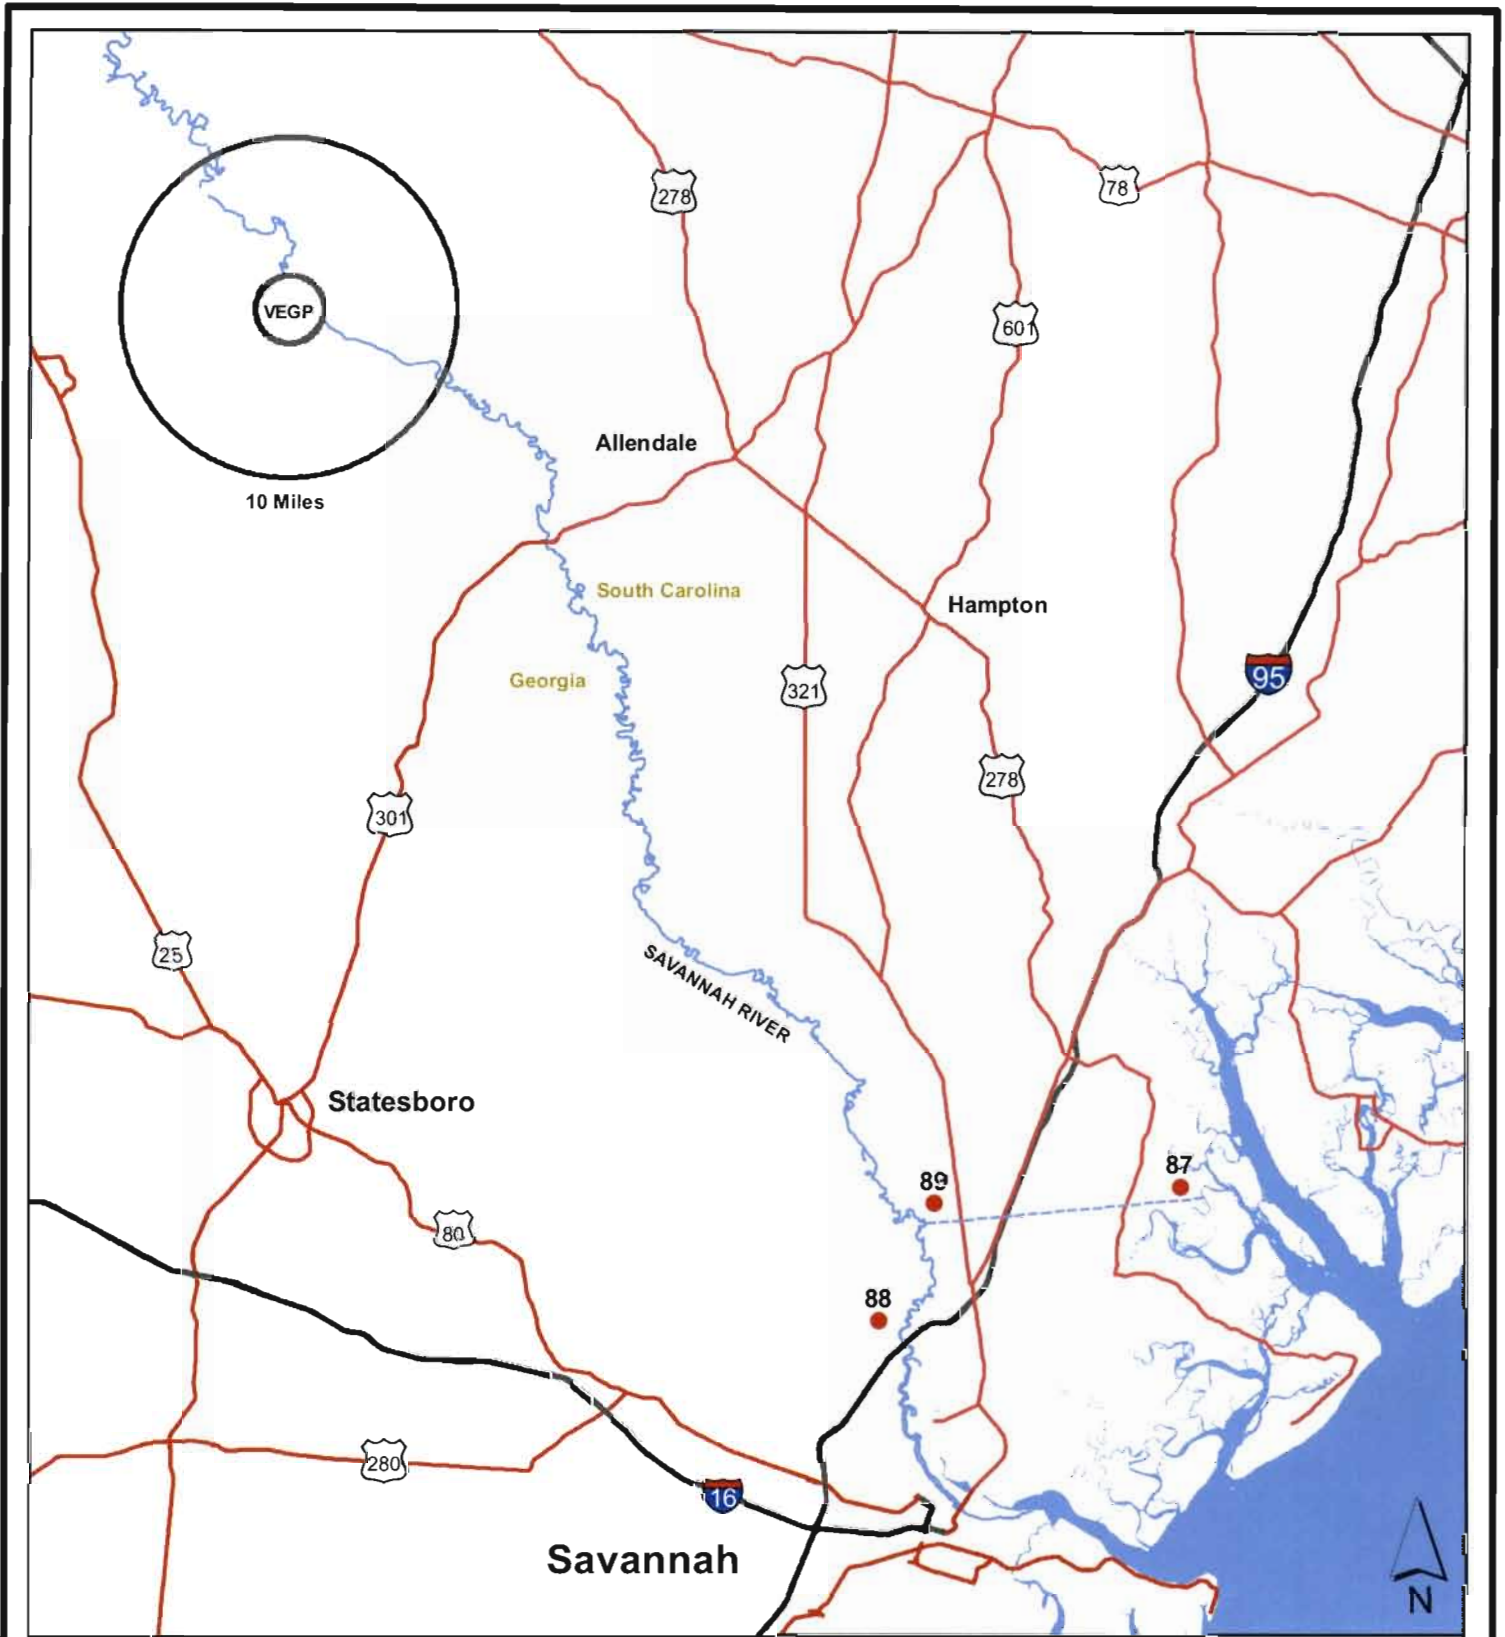 278
78
VEGP
601
Allendale
10 Miles
South Carolina
Hampton
Georgia
321
95
278
301
25
SAVANNAH RIVER
Statesboro
87
89
80
88
280
16
Savannah
N